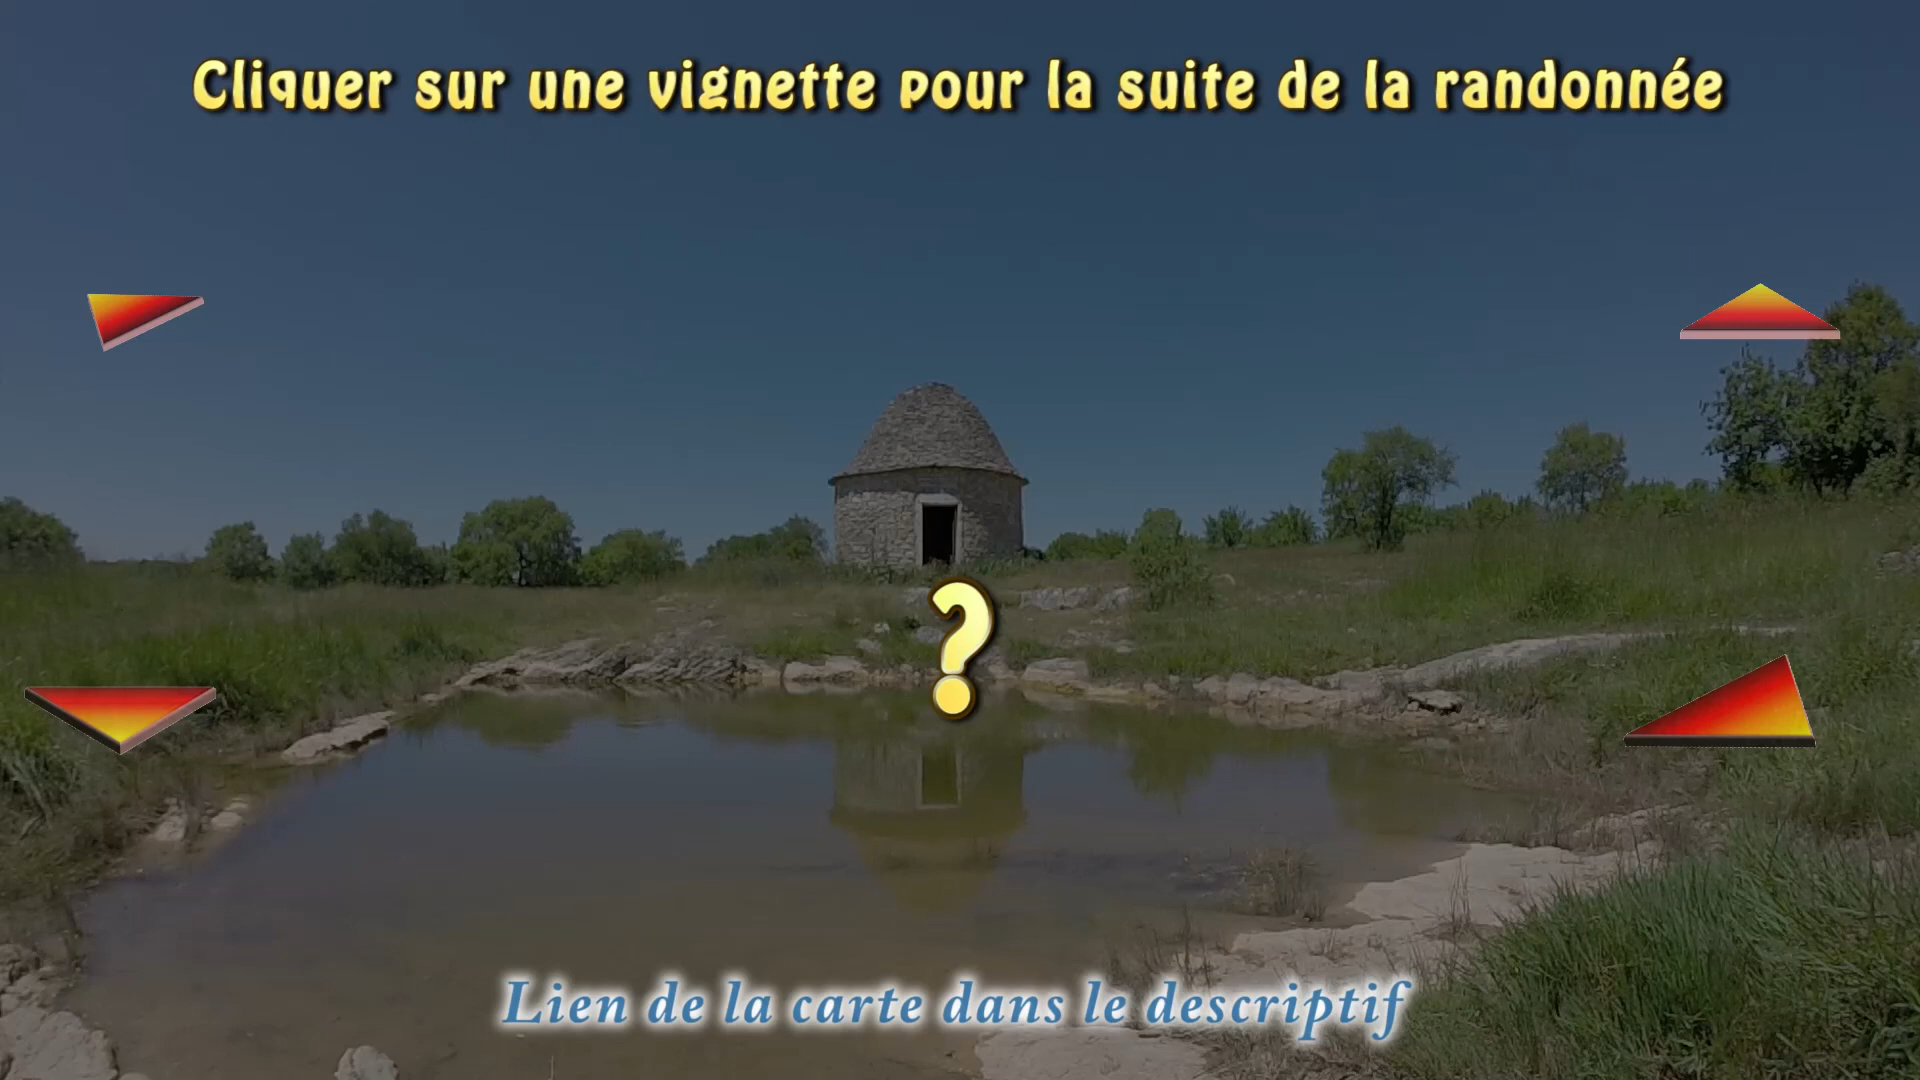 Cliquer sur une vignette pour la suite de la randonnée
?
Lien de la carte dans le descriptif